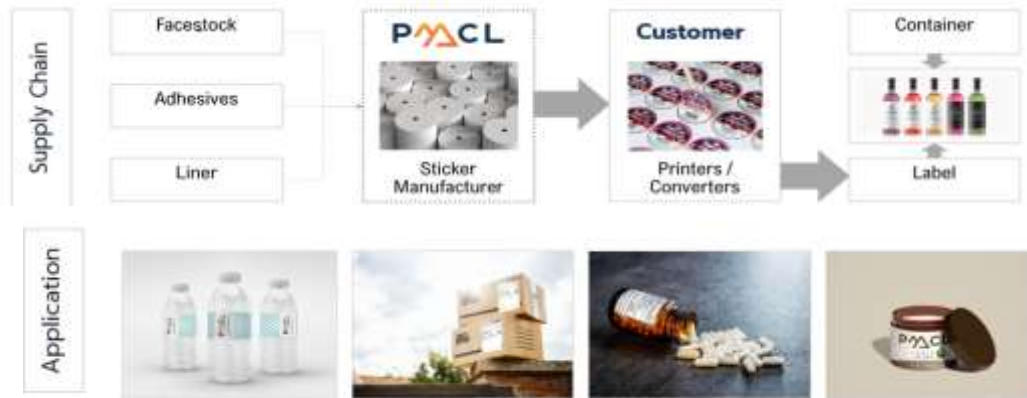 Supply Chain
Facestock
Adhesives
Liner
PMCL
Sticker
Manufacturer
Customer
Printers /
Converters
Container
Label
Application
PMCL